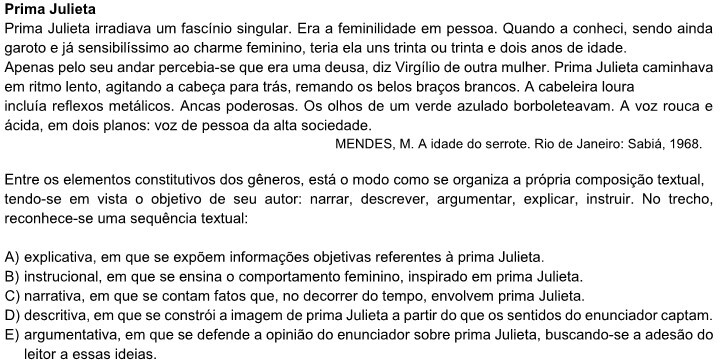 Prima Julieta
Prima Julieta irradiava um fascínio singular. Era a feminilidade em pessoa. Quando a conheci, sendo ainda
garoto e já sensibilíssimo ao charme feminino, teria ela uns trinta ou trinta e dois anos de idade.
Apenas pelo seu andar percebia-se que era uma deusa, diz Virgílio de outra mulher. Prima Julieta caminhava
em ritmo lento, agitando a cabeça para trás, remando os belos braços brancos. A cabeleira loura
incluía reflexos metálicos. Ancas poderosas. Os olhos de um verde azulado borboleteavam. A voz rouca e
ácida, em dois planos: voz de pessoa da alta sociedade.
MENDES, M. A idade do serrote. Rio de Janeiro: Sabiá, 1968.
Entre os elementos constitutivos dos gêneros, está o modo como se organiza a própria composição textual,
tendo-se em vista o objetivo de seu autor: narrar, descrever, argumentar, explicar, instruir. No trecho,
reconhece-se uma sequência textual:
A) explicativa, em que se expõem informações objetivas referentes à prima Julieta.
B) instrucional, em que se ensina o comportamento feminino, inspirado em prima Julieta.
C) narrativa, em que se contam fatos que, no decorrer do tempo, envolvem prima Julieta.
D) descritiva, em que se constrói a imagem de prima Julieta a partir do que os sentidos do enunciador captam.
E) argumentativa, em que se defende a opinião do enunciador sobre prima Julieta, buscando-se a adesão do
leitor a essas ideias.